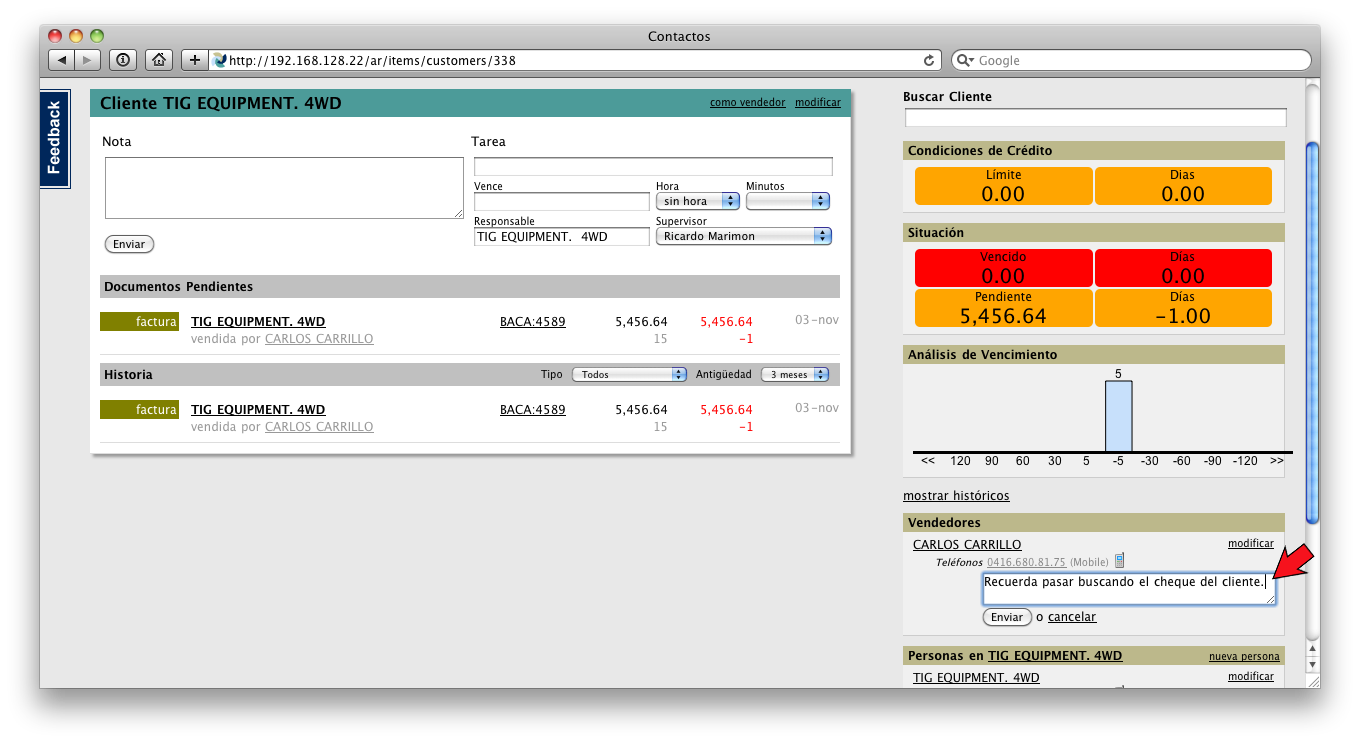 Contactos
http://192.168.128.22/ar/items/customers/338
Google
Feedback
Cliente TIG EQUIPMENT. 4WD
como vendedor modificar
Nota
Tarea
Vence Hora Minutos
sin hora
Responsable Supervisor
TIG EQUIPMENT. 4WD Ricardo Marimon
Enviar
Documentos Pendientes
factura TIG EQUIPMENT. 4WD BACA:4589 5,456.64 5,456.64 03-nov
vendida por CARLOS CARRILLO 15 -1
Historia Tipo Todos Antigüedad 3 meses
factura TIG EQUIPMENT. 4WD BACA:4589 5,456.64 5,456.64 03-nov
vendida por CARLOS CARRILLO 15 -1
Buscar Cliente
Condiciones de Crédito
Límite Dias
0.00 0.00
Situación
Vencido Días
0.00 0.00
Pendiente Días
5,456.64 -1.00
Análisis de Vencimiento
5
<< 120 90 60 30 5 -5 -30 -60 -90 -120 >>
mostrar históricos
Vendedores
CARLOS CARRILLO modificar
Teléfonos 0416.680.81.75 (Mobile)
Recuerda pasar buscando el cheque del cliente.
Enviar o cancelar
Personas en TIG EQUIPMENT. 4WD nueva persona
TIG EQUIPMENT. 4WD modificar